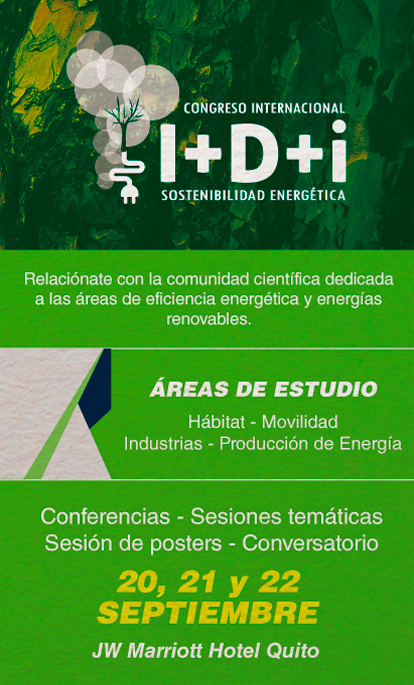 CONGRESO INTERNACIONAL
I+D+i
SOSTENIBILIDAD ENERGÉTICA
Relaciónate con la comunidad científica dedicada
a las áreas de eficiencia energética y energías
renovables.
ÁREAS DE ESTUDIO
Hábitat - Movilidad
Industrias - Producción de Energía
Conferencias - Sesiones temáticas
Sesión de posters - Conversatorio
20, 21 y 22
SEPTIEMBRE
JW Marriott Hotel Quito